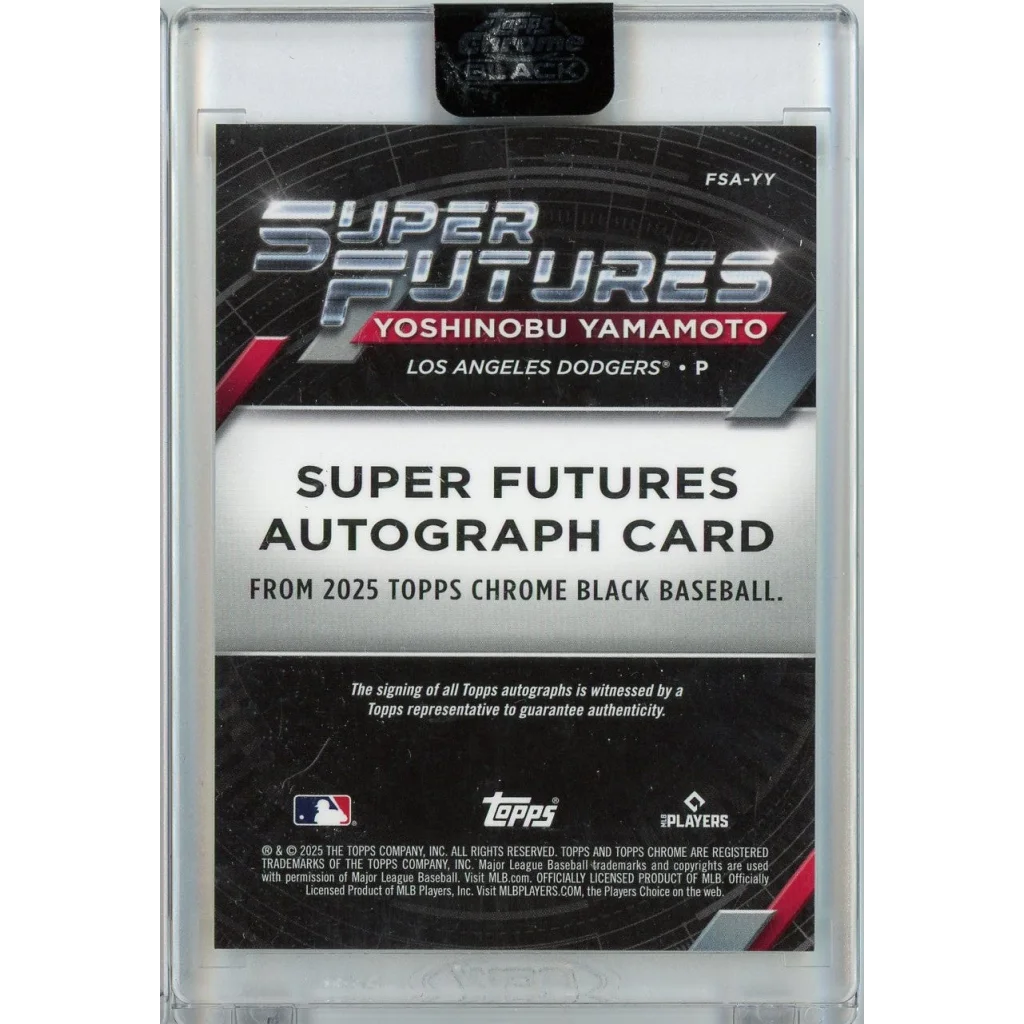 Topps
Chrome
BLACK
FSA-YY
SUPER
FUTURES
YOSHINOBU YAMAMOTO
LOS ANGELES DODGERS® • P
SUPER FUTURES
AUTOGRAPH CARD
FROM 2025 TOPPS CHROME BLACK BASEBALL.
The signing of all Topps autographs is witnessed by a
Topps representative to guarantee authenticity.
Topps®
MLB PLAYERS
® & © 2025 THE TOPPS COMPANY, INC. ALL RIGHTS RESERVED. TOPPS AND TOPPS CHROME ARE REGISTERED
TRADEMARKS OF THE TOPPS COMPANY, INC. Major League Baseball trademarks and copyrights are used
with permission of Major League Baseball. Visit MLB.com. OFFICIALLY LICENSED PRODUCT OF MLB. Officially
Licensed Product of MLB Players, Inc. Visit MLBPLAYERS.COM, the Players Choice on the web.